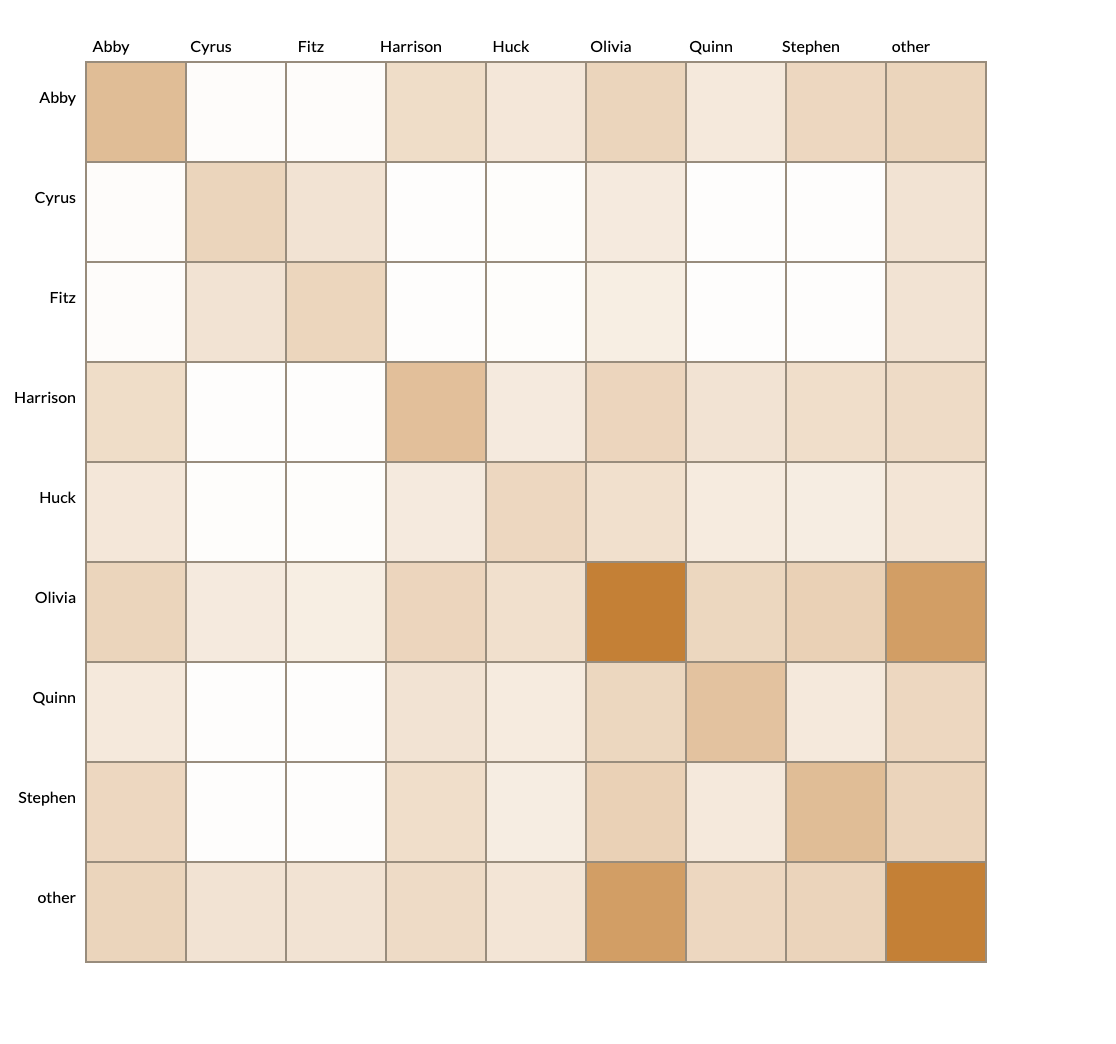 Abby Cyrus Fitz Harrison Huck Olivia Quinn Stephen other
Abby
Cyrus
Fitz
Harrison
Huck
Olivia
Quinn
Stephen
other